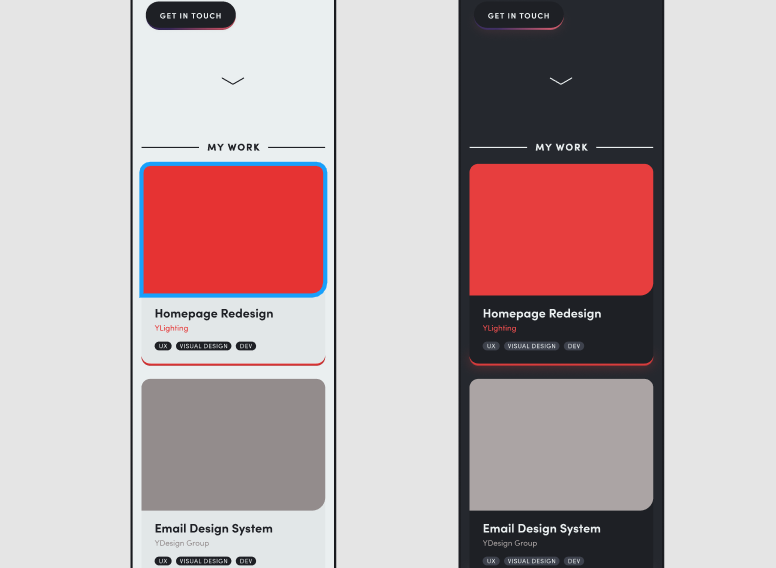 GET IN TOUCH
MY WORK
Homepage Redesign
YLighting
UX VISUAL DESIGN DEV
Email Design System
YDesign Group
UX VISUAL DESIGN DEV
GET IN TOUCH
MY WORK
Homepage Redesign
YLighting
UX VISUAL DESIGN DEV
Email Design System
YDesign Group
UX VISUAL DESIGN DEV